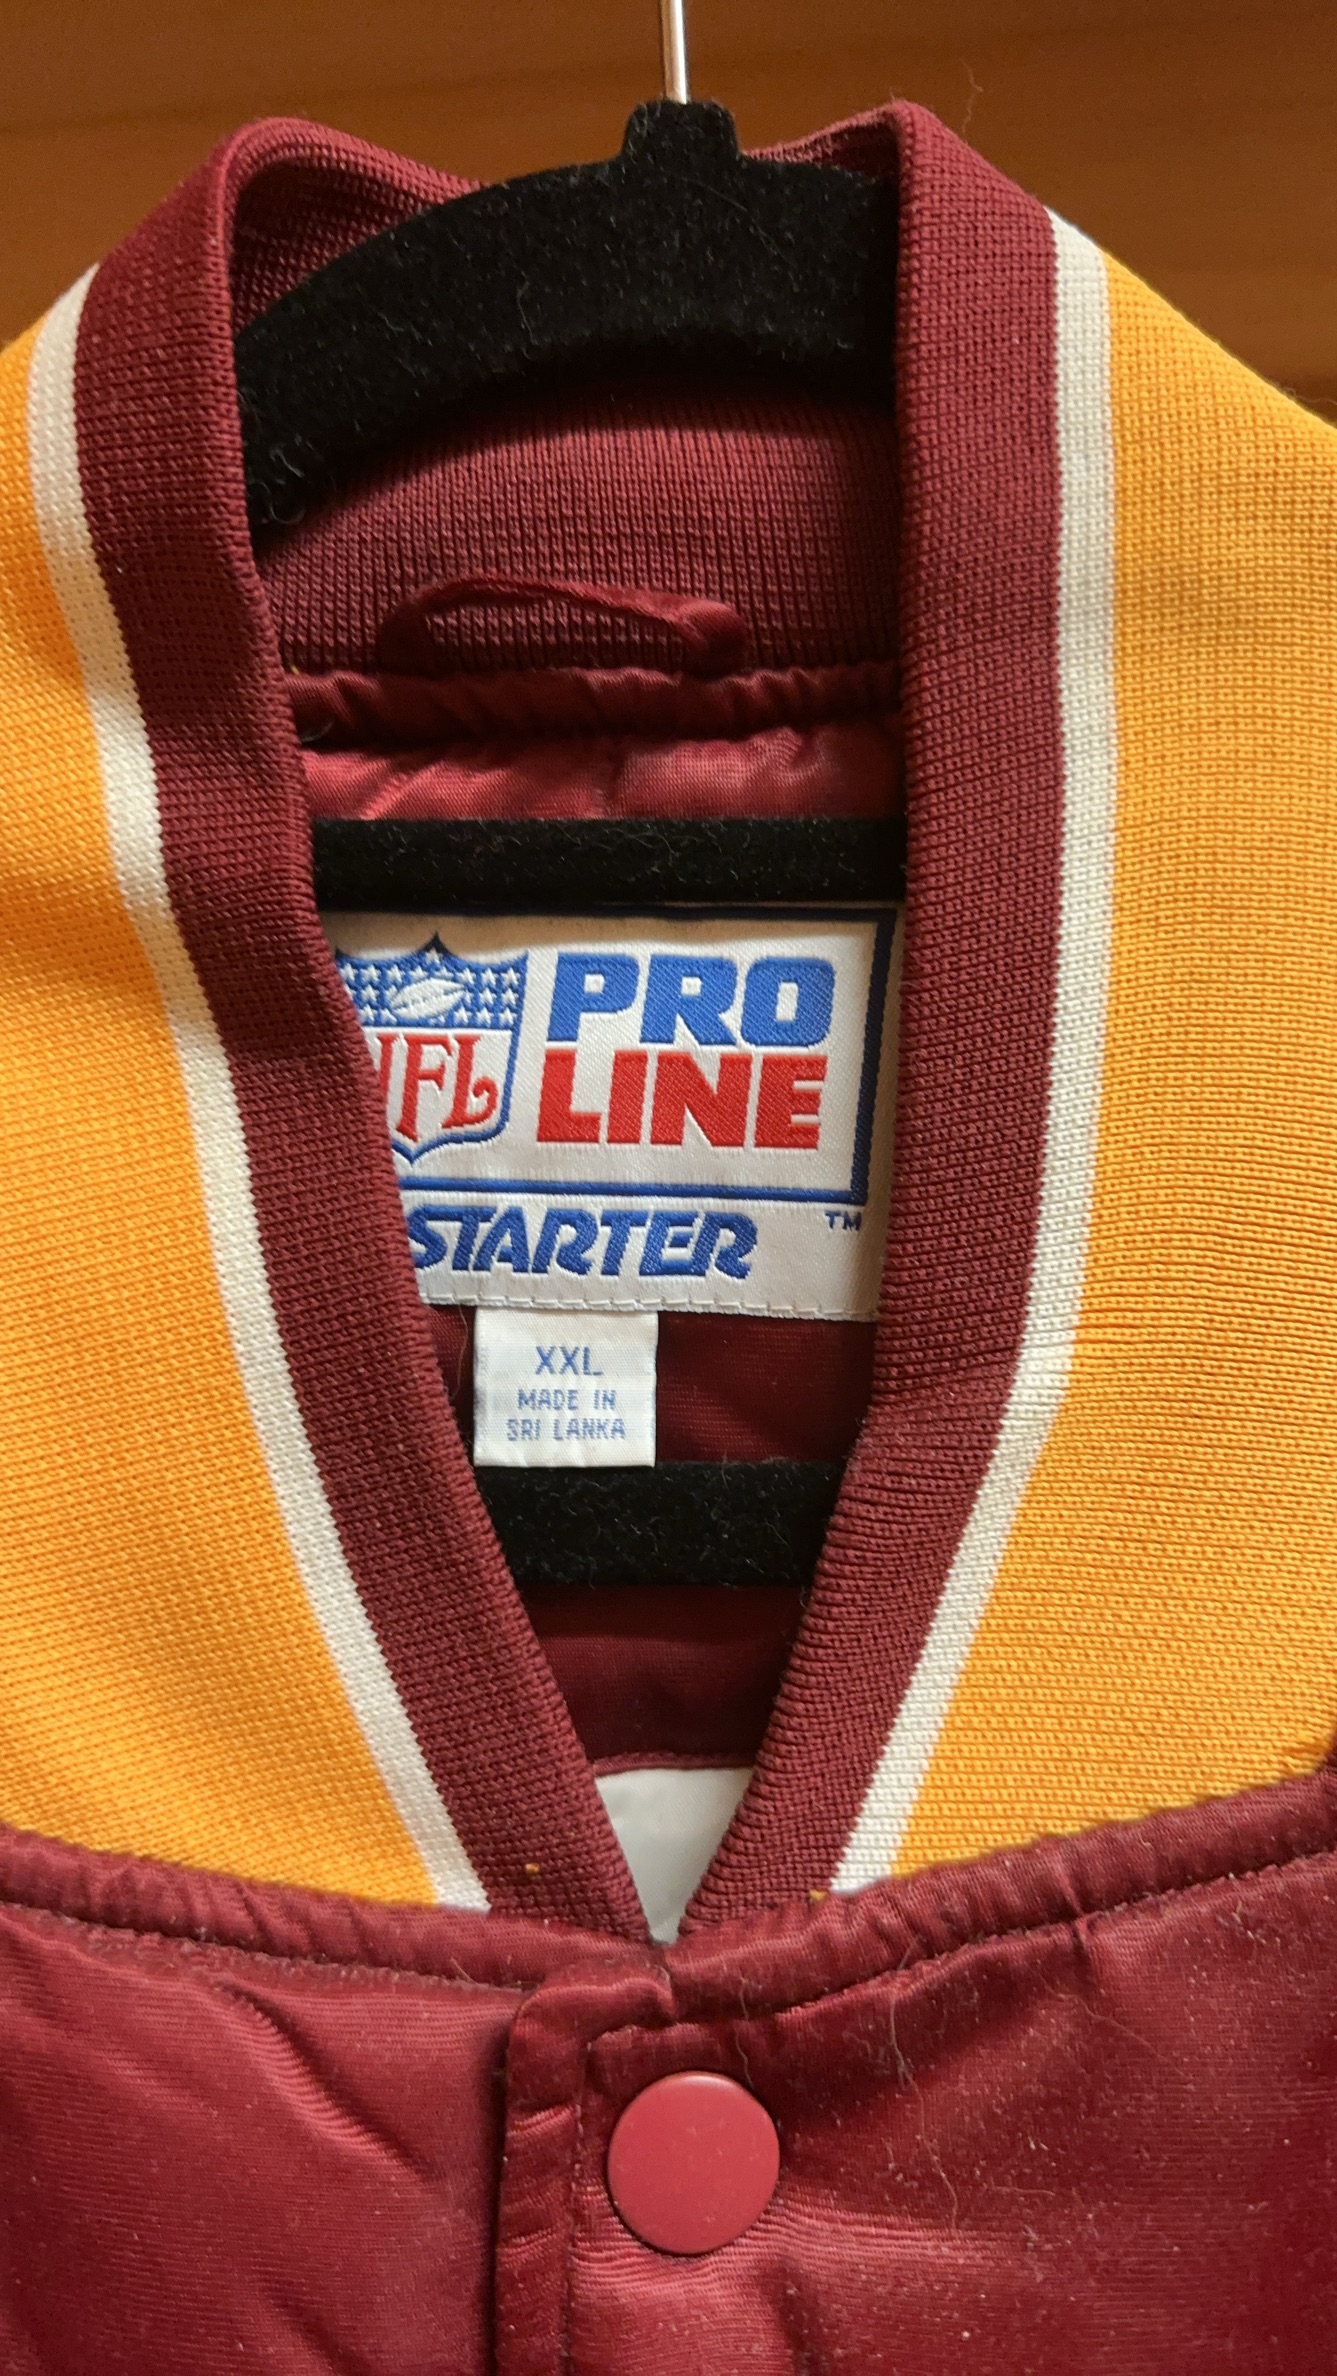 NFL
PRO
LINE
STARTER
TM
XXL
MADE IN
SRI LANKA